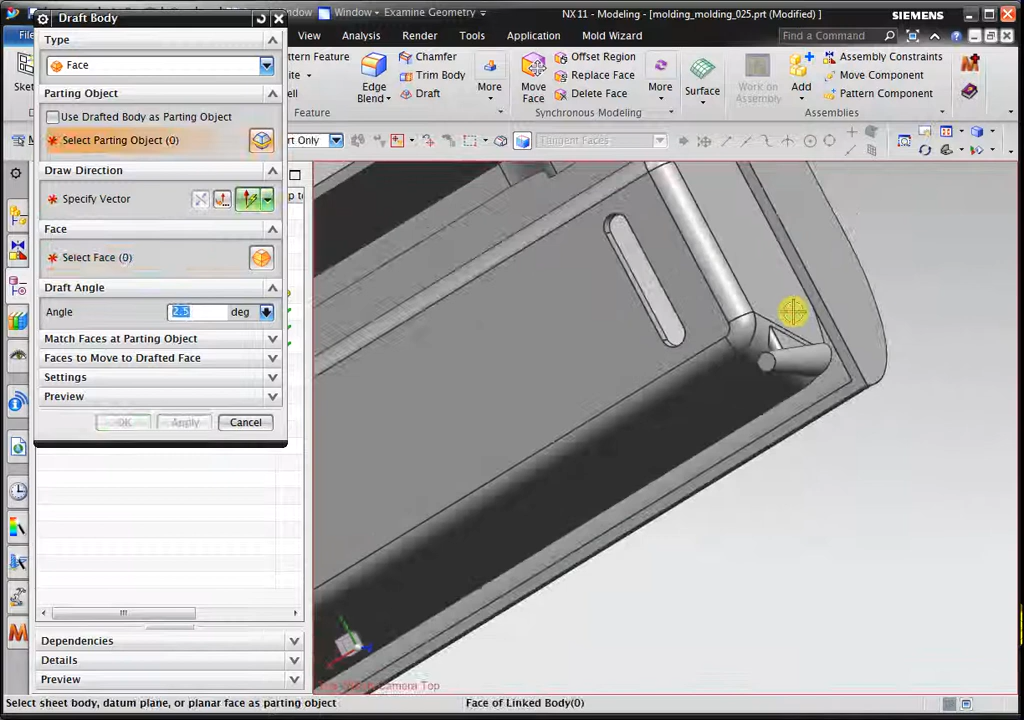 Draft Body
Window
Window - Examine Geometry
NX 11 - Modeling - [molding_molding_025.prt (Modified) ]
SIEMENS
View
Analysis
Render
Tools
Application
Mold Wizard
Find a Command
Type
Face
Parting Object
Use Drafted Body as Parting Object
Select Parting Object (0)
Draw Direction
Specify Vector
Face
Select Face (0)
Draft Angle
Angle
2.5
deg
Match Faces at Parting Object
Faces to Move to Drafted Face
Settings
Preview
OK
Apply
Cancel
Pattern Feature
Edge Blend
Chamfer
Trim Body
Draft
More
Move Face
Offset Region
Replace Face
Delete Face
More
Synchronous Modeling
Surface
Work on Assembly
Add
Assembly Constraints
Move Component
Pattern Component
Assemblies
Tangent Faces
Camera Top
Dependencies
Details
Preview
Select sheet body, datum plane, or planar face as parting object
Face of Linked Body(0)